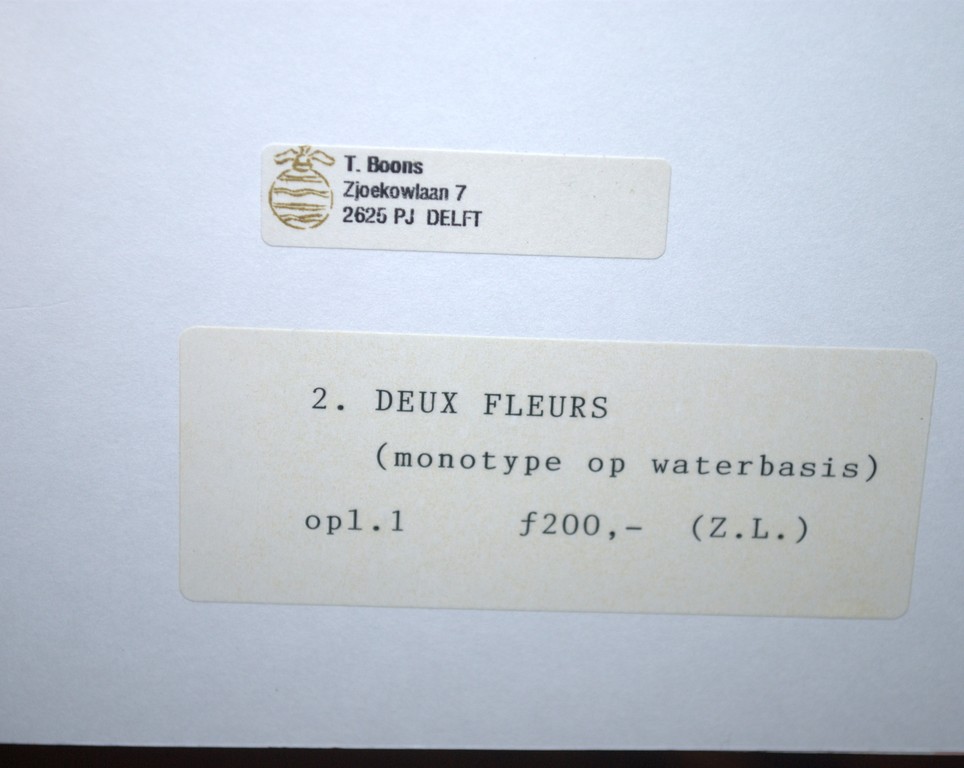 T. Boons
Zjoekowlaan 7
2625 PJ DELFT
2. DEUX FLEURS
(monotype op waterbasis)
opl.1 ƒ200,- (Z.L.)